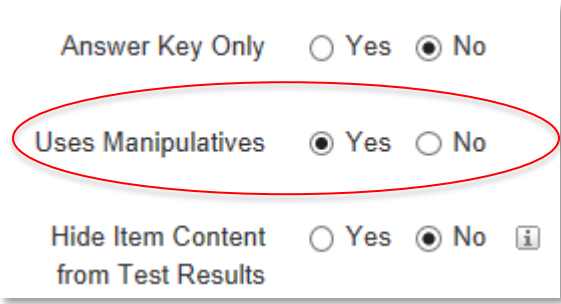 Answer Key Only Yes No
Uses Manipulatives Yes No
Hide Item Content Yes No i
from Test Results